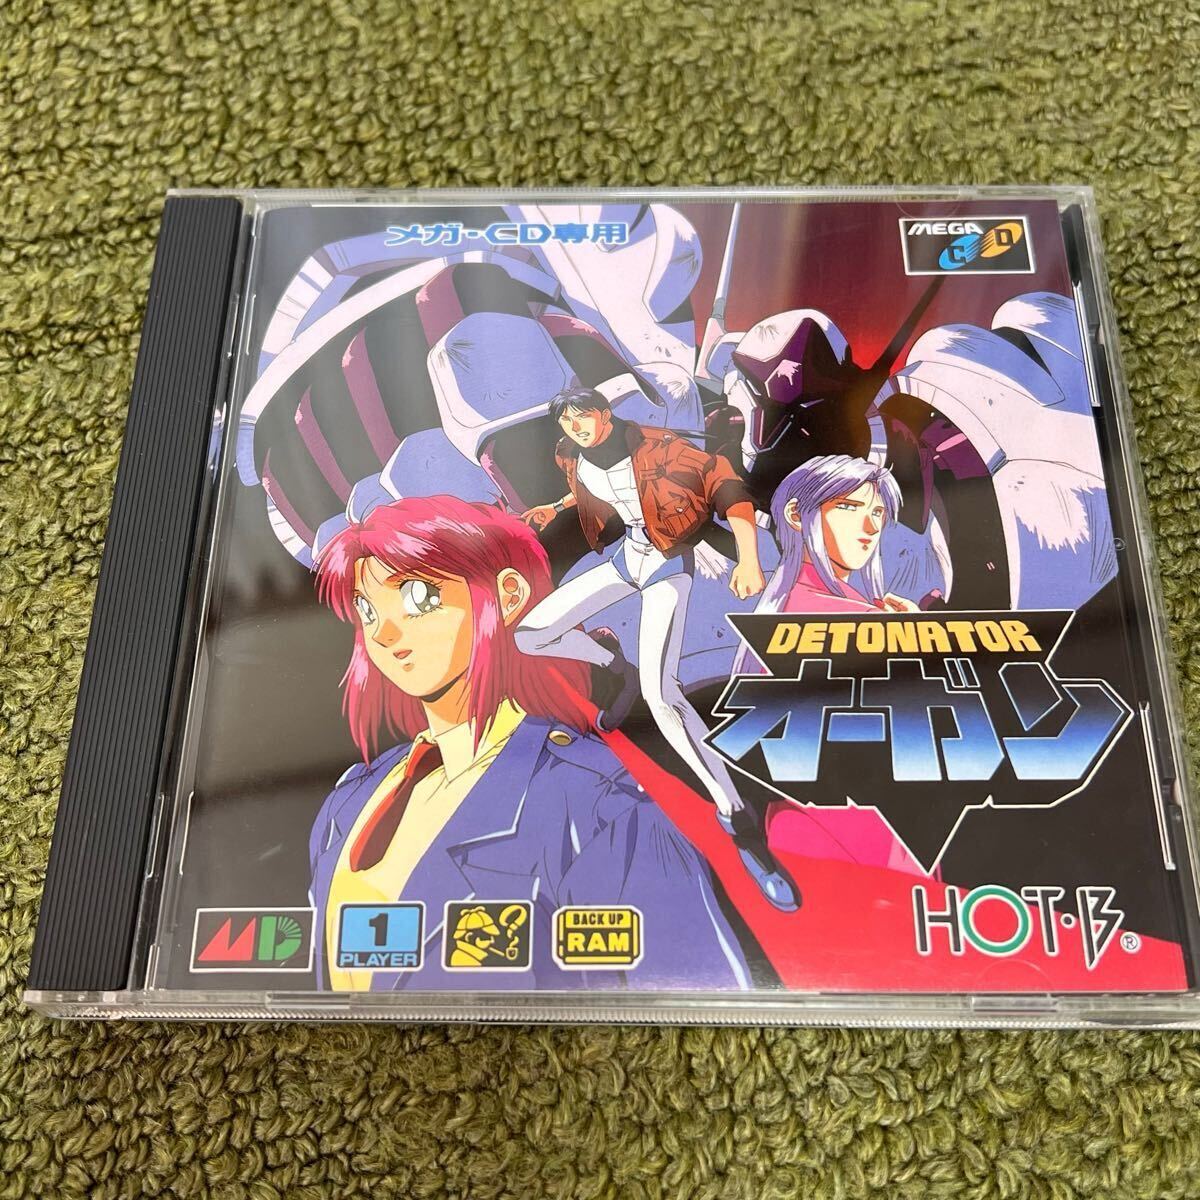 メガ-CD専用
MEGA
CD
DETONATOR
オーガン
HOT・B®
MD
1
PLAYER
BACK UP
RAM